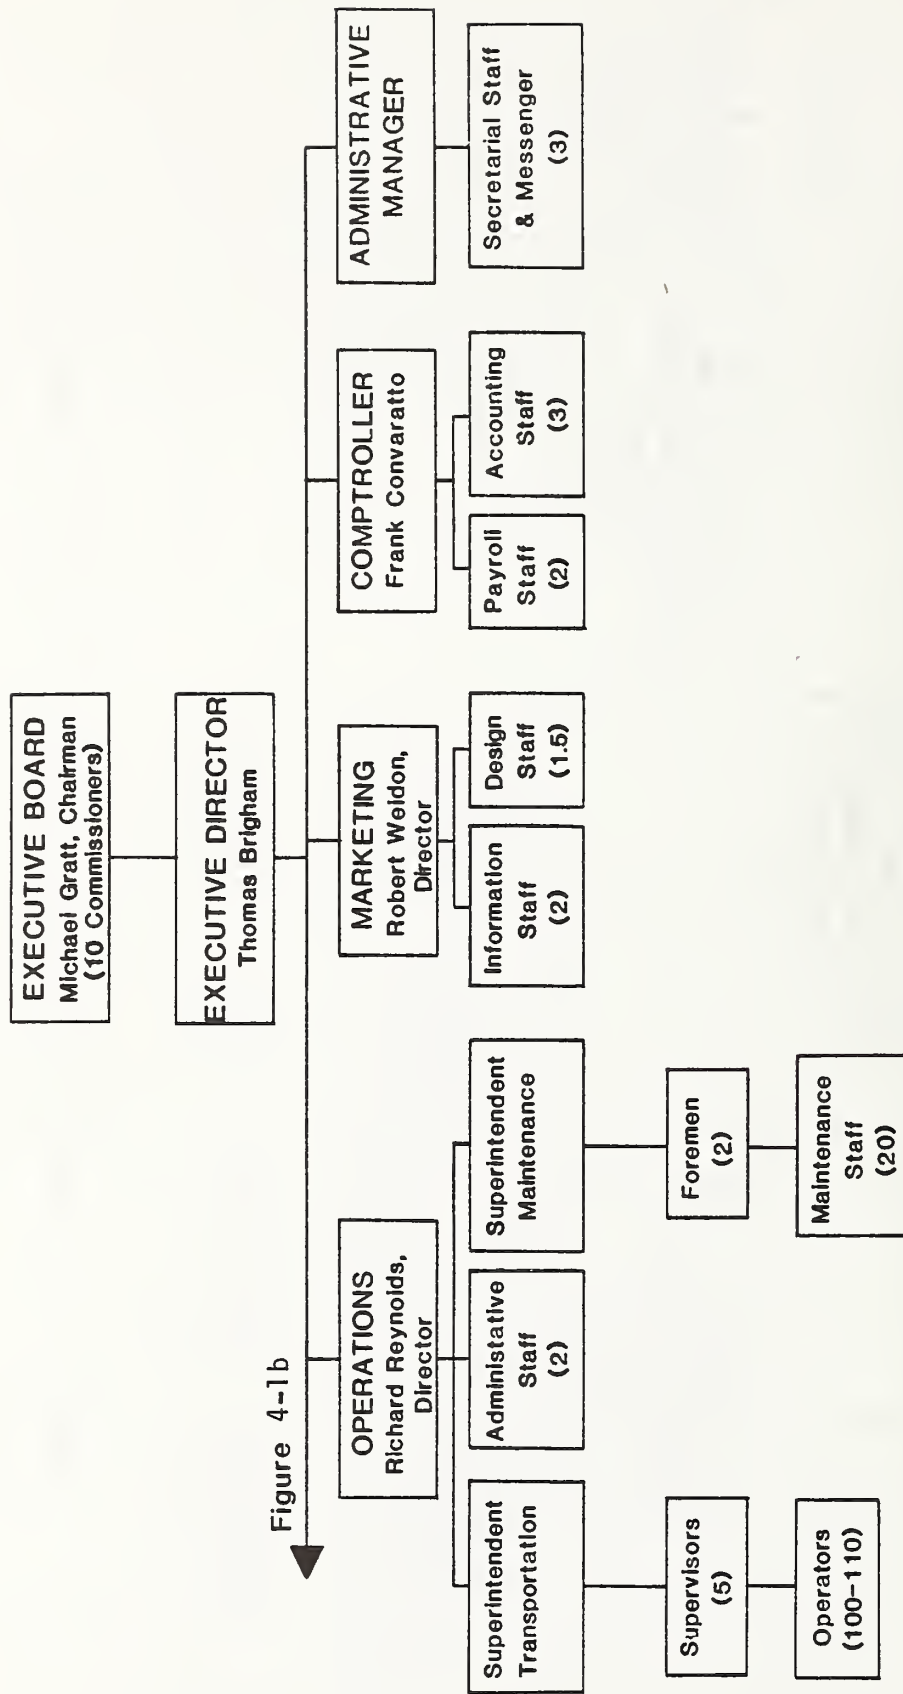 EXECUTIVE BOARD
Michael Gratt, Chairman
(10 Commissioners)
EXECUTIVE DIRECTOR
Thomas Brigham
Figure 4-1b
OPERATIONS
Richard Reynolds,
Director
MARKETING
Robert Weldon,
Director
COMPTROLLER
Frank Convaratto
ADMINISTRATIVE
MANAGER
Superintendent
Transportation
Administative
Staff
(2)
Superintendent
Maintenance
Information
Staff
(2)
Design
Staff
(1.5)
Payroll
Staff
(2)
Accounting
Staff
(3)
Secretarial Staff
& Messenger
(3)
Supervisors
(5)
Foremen
(2)
Operators
(100-110)
Maintenance
Staff
(20)